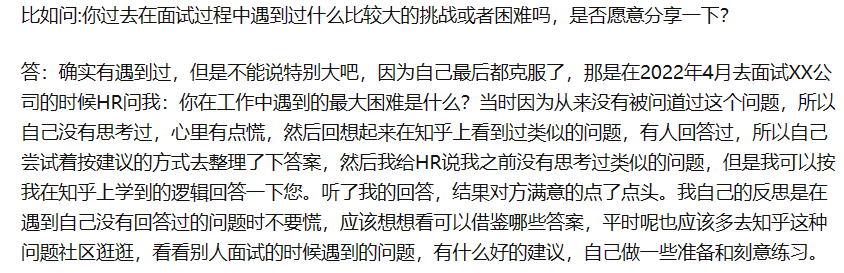 比如问:你过去在面试过程中遇到过什么比较大的挑战或者困难吗，是否愿意分享一下？
答：确实有遇到过，但是不能说特别大吧，因为自己最后都克服了，那是在2022年4月去面试XX公
司的时候HR问我：你在工作中遇到的最大困难是什么？当时因为从来没有被问道过这个问题，所以
自己没有思考过，心里有点慌，然后回想起来在知乎上看到过类似的问题，有人回答过，所以自己
尝试着按建议的方式去整理了下答案，然后我给HR说我之前没有思考过类似的问题，但是我可以按
我在知乎上学到的逻辑回答一下您。听了我的回答，结果对方满意的点了点头。我自己的反思是在
遇到自己没有回答过的问题时不要慌，应该想想看可以借鉴哪些答案，平时呢也应该多去知乎这种
问题社区逛逛，看看别人面试的时候遇到的问题，有什么好的建议，自己做一些准备和刻意练习。